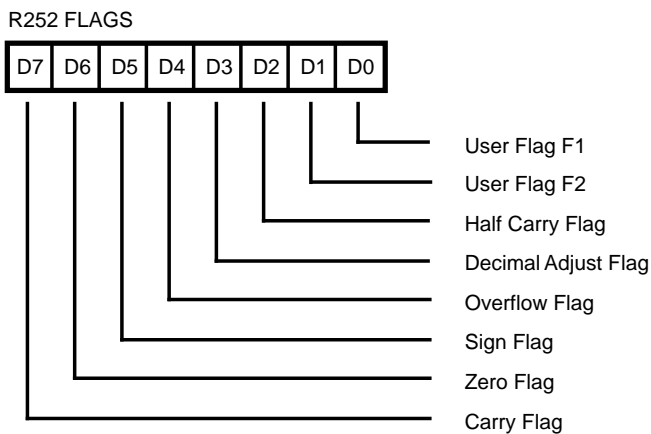 R252 FLAGS
D7 D6 D5 D4 D3 D2 D1 D0
User Flag F1
User Flag F2
Half Carry Flag
Decimal Adjust Flag
Overflow Flag
Sign Flag
Zero Flag
Carry Flag